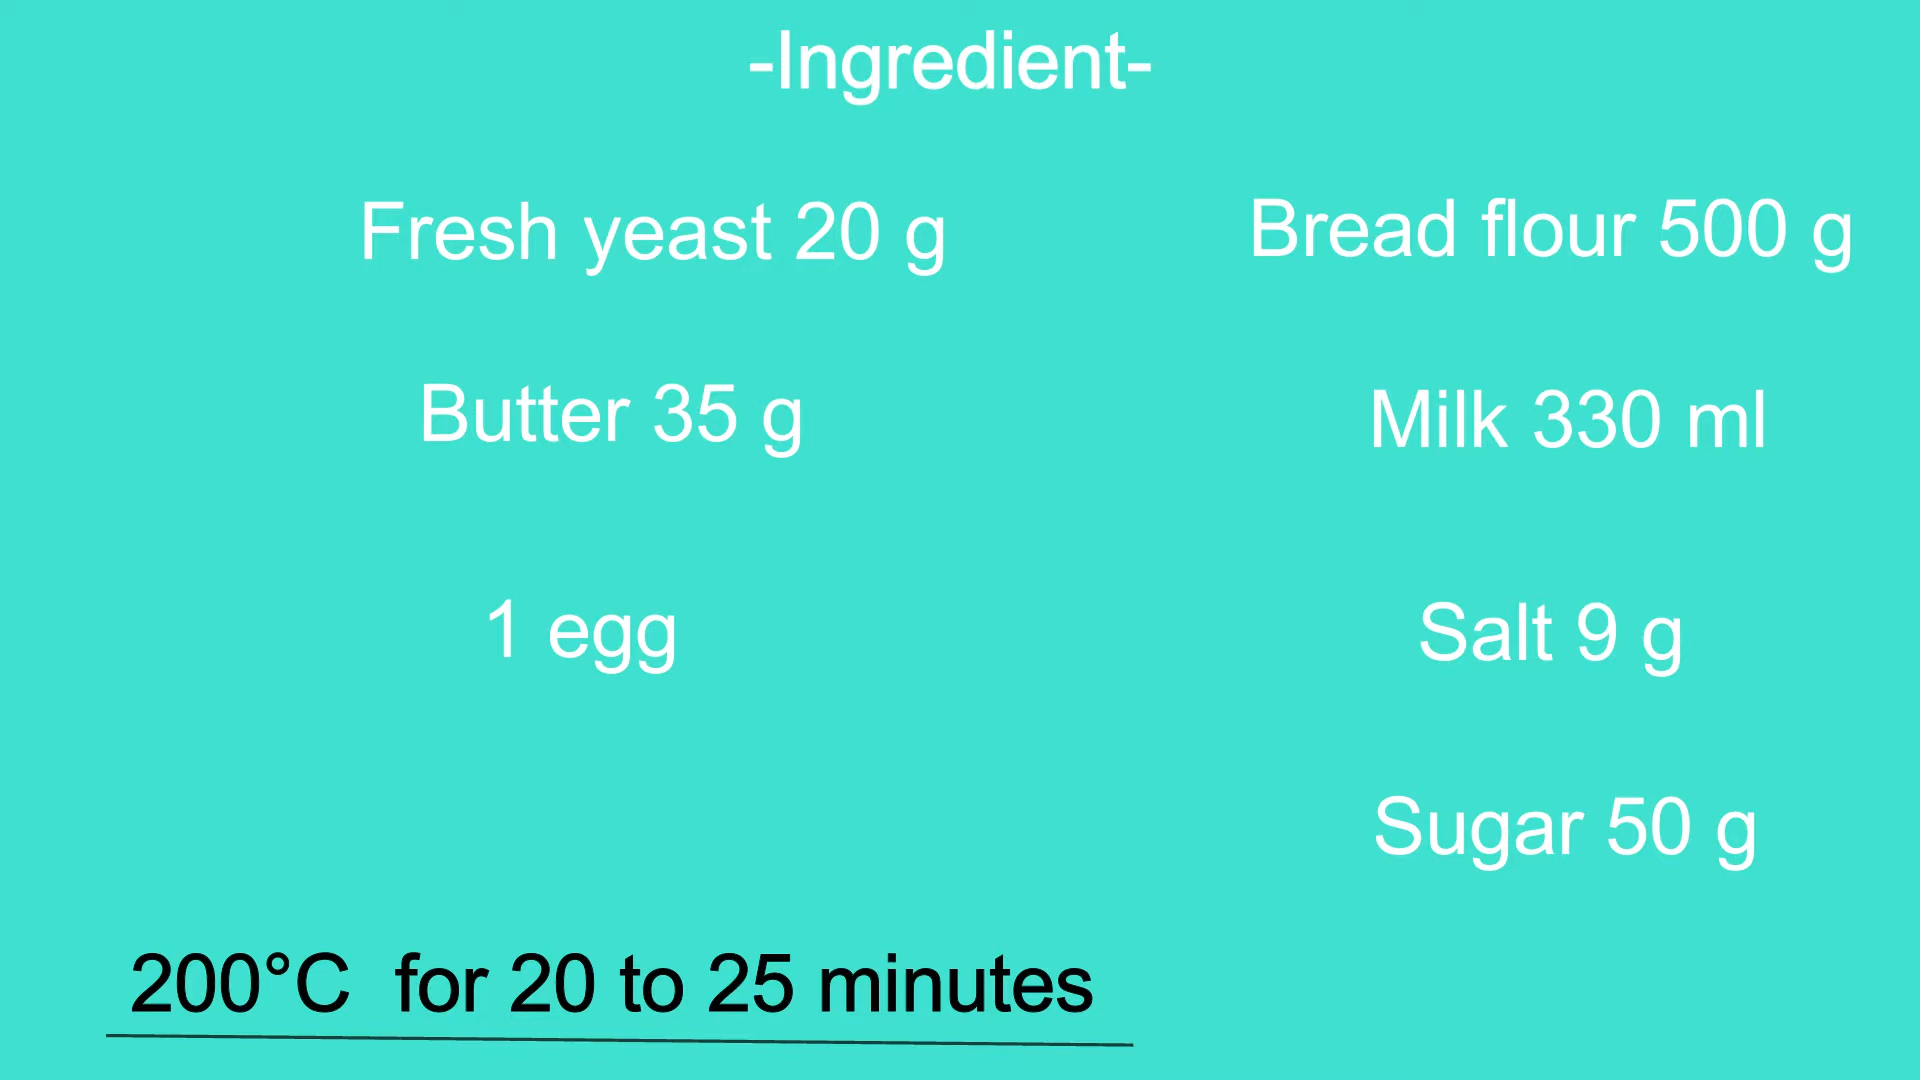 -Ingredient-
Fresh yeast 20 g
Bread flour 500 g
Butter 35 g
Milk 330 ml
1 egg
Salt 9 g
Sugar 50 g
200°C for 20 to 25 minutes